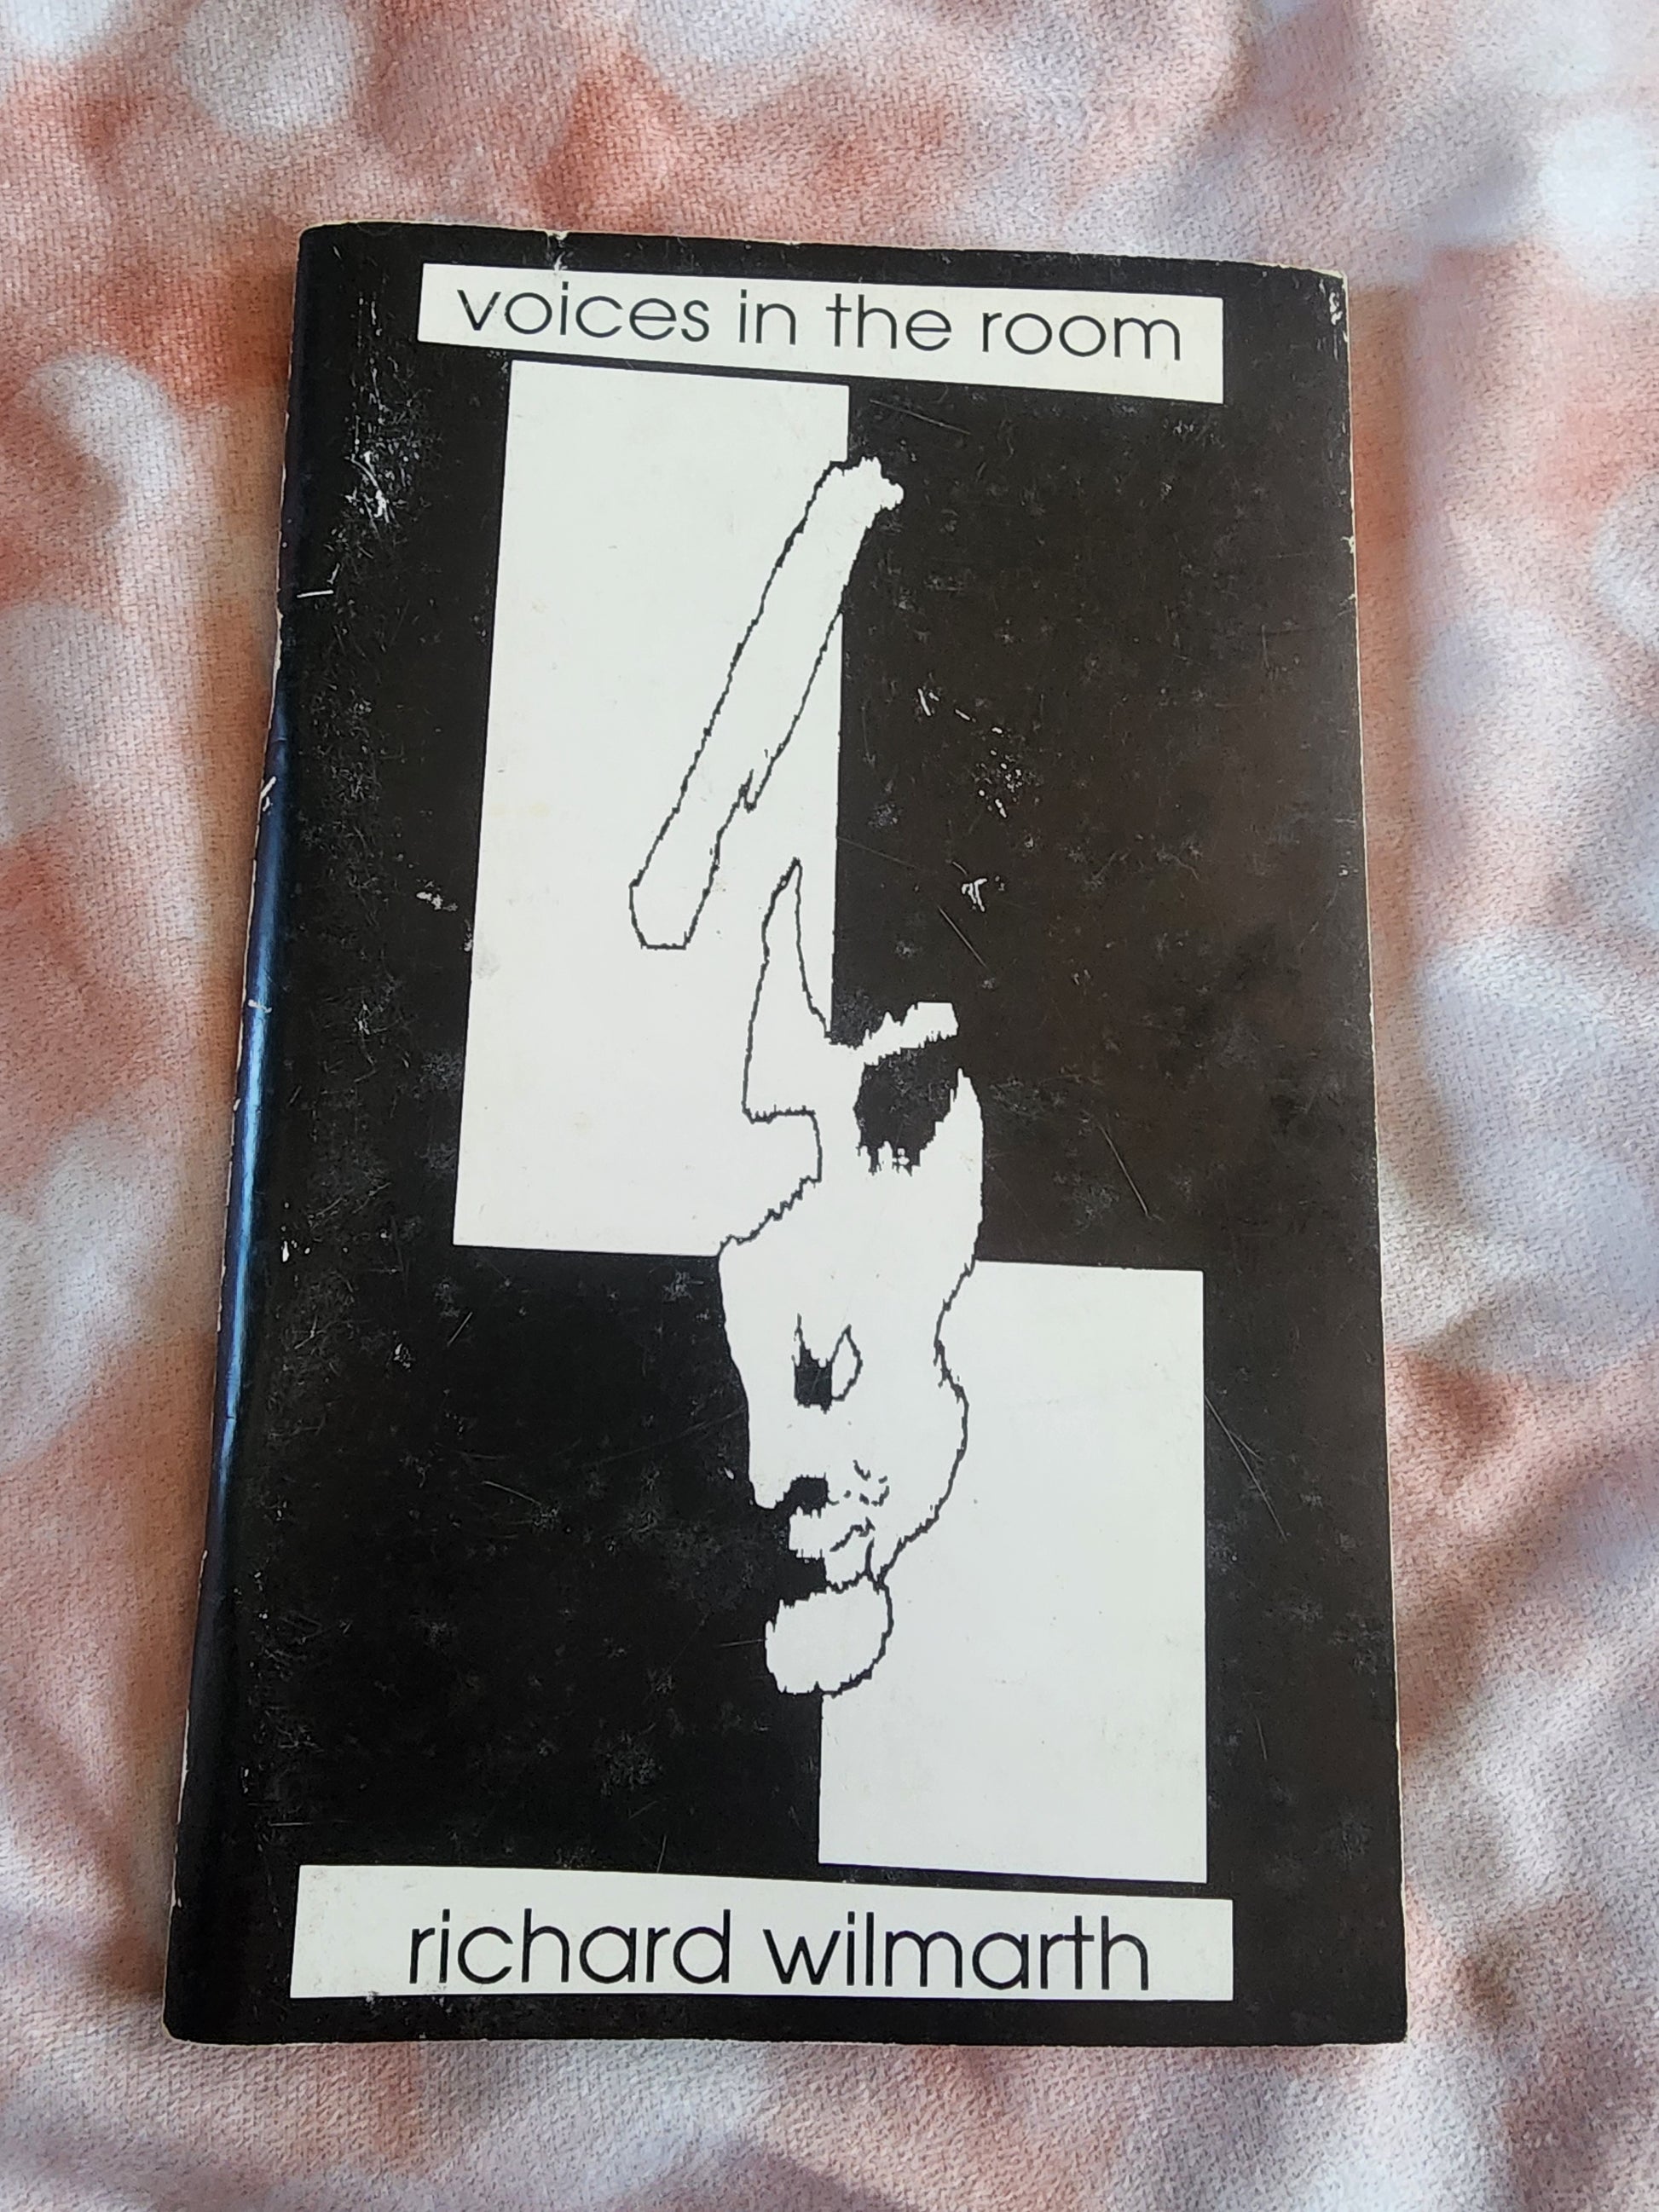 voices in the room
richard wilmarth